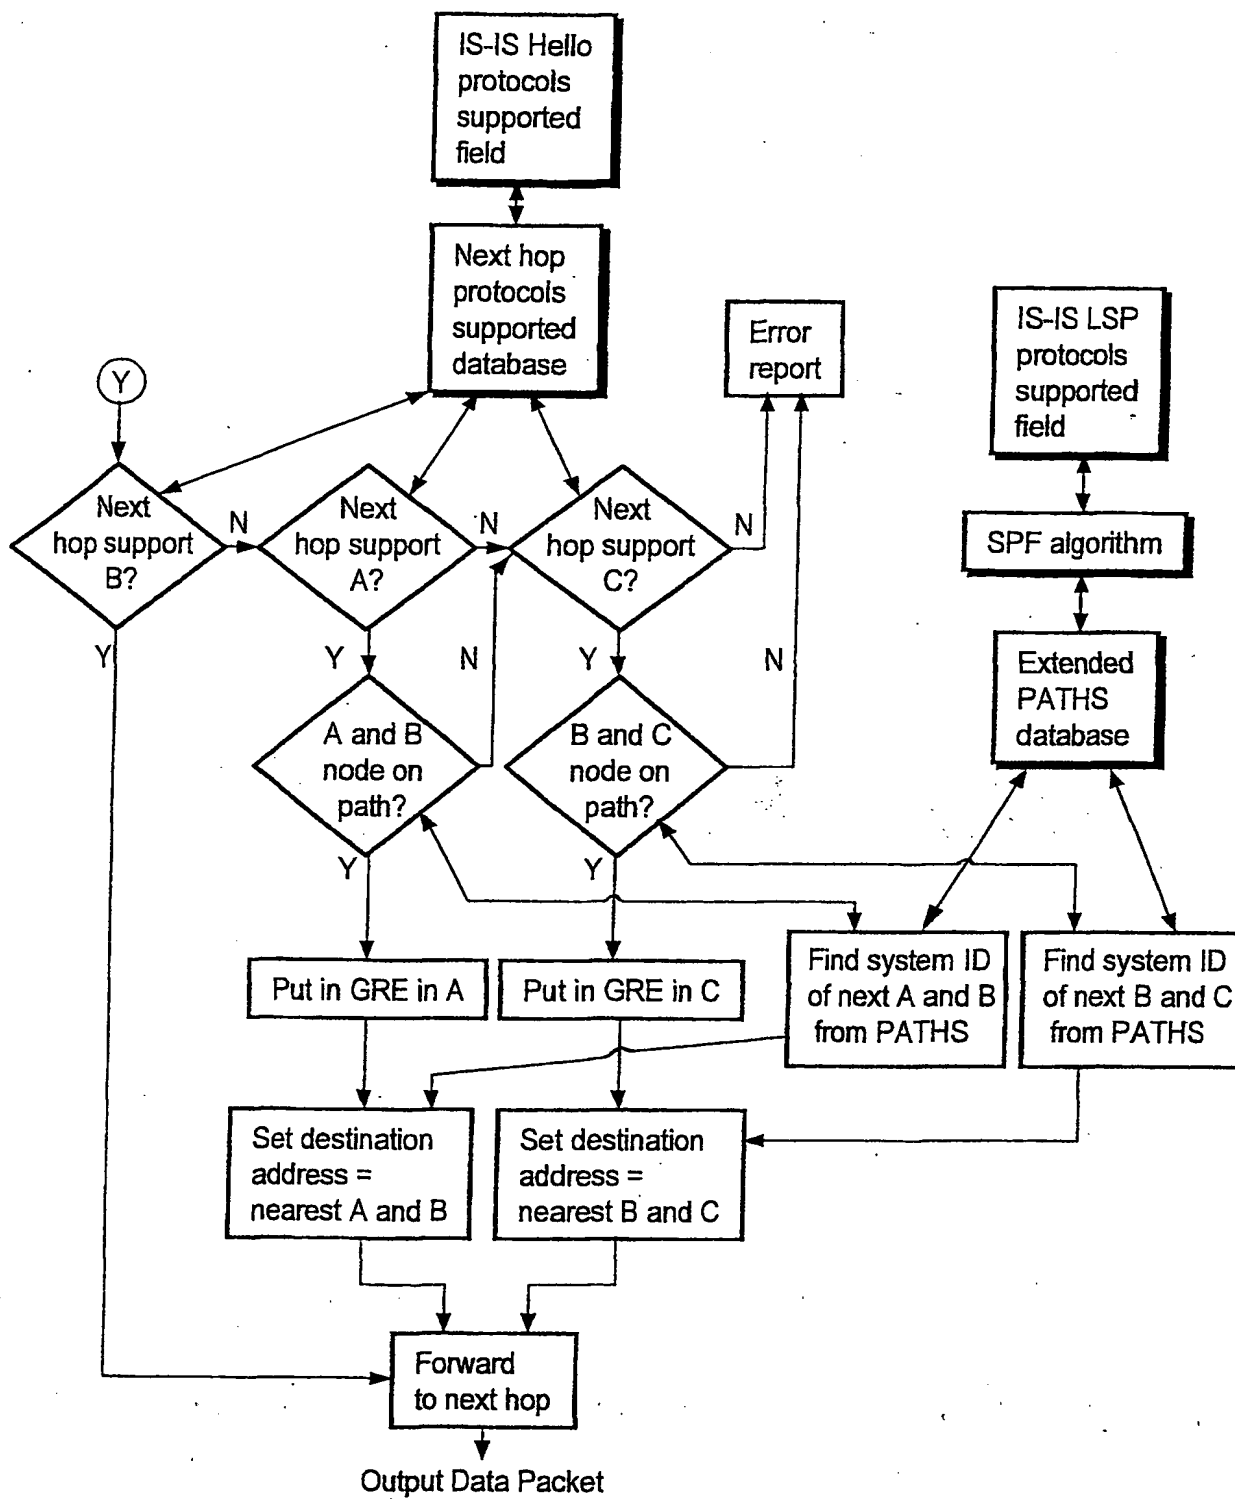 IS-IS Hello
protocols
supported
field
Next hop
protocols
supported
database
Error
report
IS-IS LSP
protocols
supported
field
Y
Next
hop support
B?
N
Next
hop support
A?
N
Next
hop support
C?
N
SPF algorithm
Y
Y
N
Y
N
Extended
PATHS
database
A and B
node on
path?
B and C
node on
path?
Y
Y
Put in GRE in A
Put in GRE in C
Find system ID
of next A and B
from PATHS
Find system ID
of next B and C
from PATHS
Set destination
address =
nearest A and B
Set destination
address =
nearest B and C
Forward
to next hop
Output Data Packet